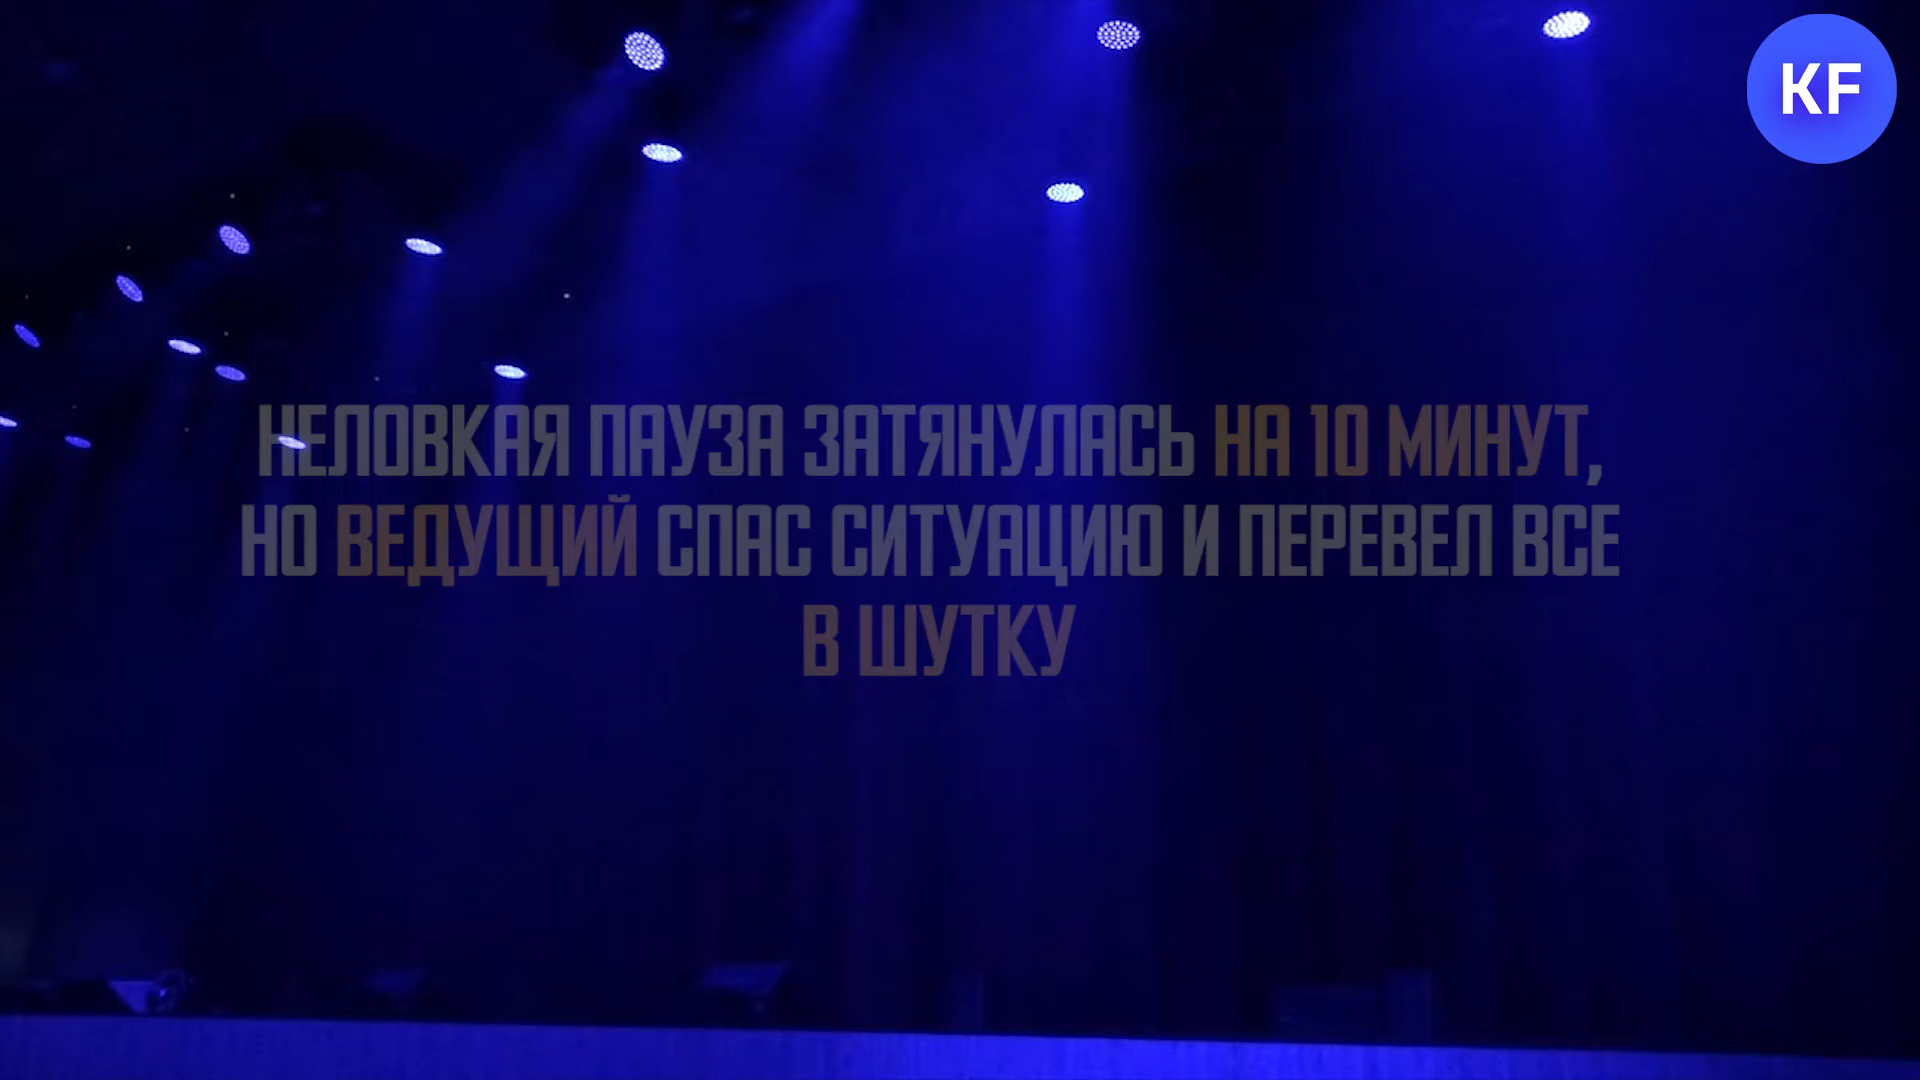 KF
НЕЛОВКАЯ ПАУЗА ЗАТЯНУЛАСЬ НА 10 МИНУТ,
НО ВЕДУЩИЙ СПАС СИТУАЦИЮ И ПЕРЕВЕЛ ВСЕ
В ШУТКУ